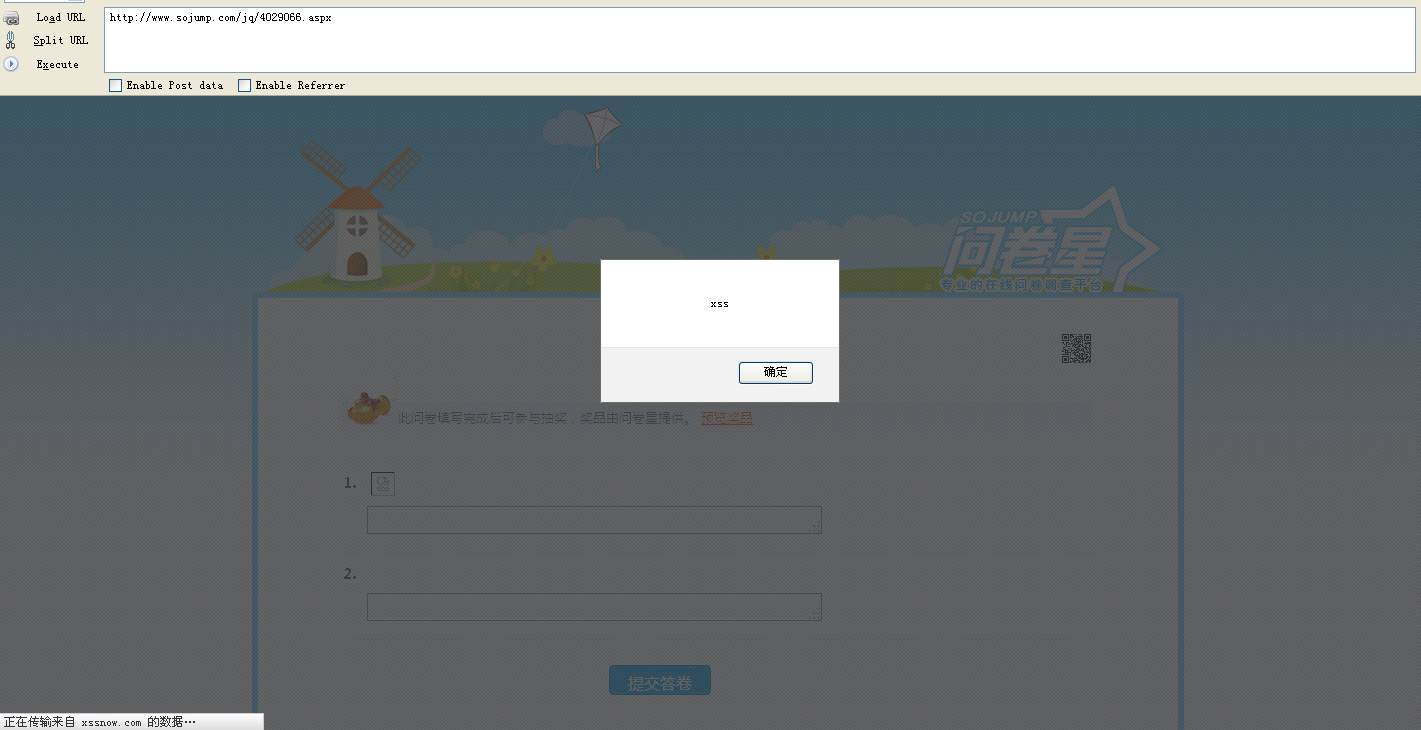 Load URL
http://www.sojump.com/jq/4029066.aspx
Split URL
Execute
Enable Post data
Enable Referrer
SOJUMP
问卷星
专业的在线问卷调查平台
xss
确定
此问卷填写完成后可参与抽奖，奖品由问卷星提供。 预览奖品
1.
2.
提交答卷
正在传输来自 xssnow.com 的数据…